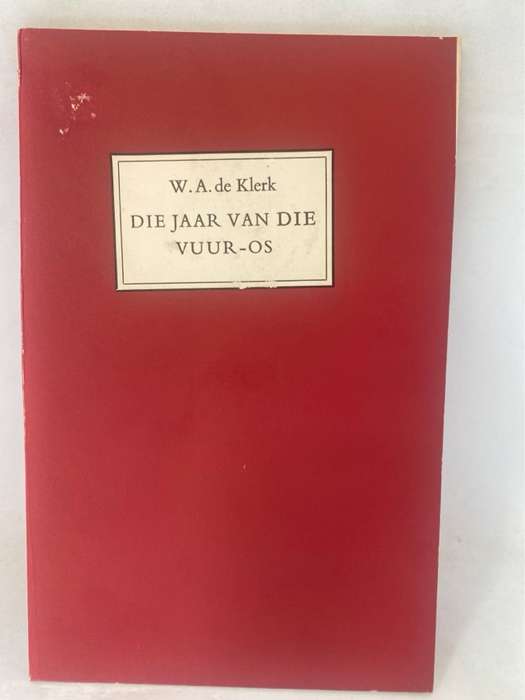 W. A. de Klerk
DIE JAAR VAN DIE
VUUR-OS